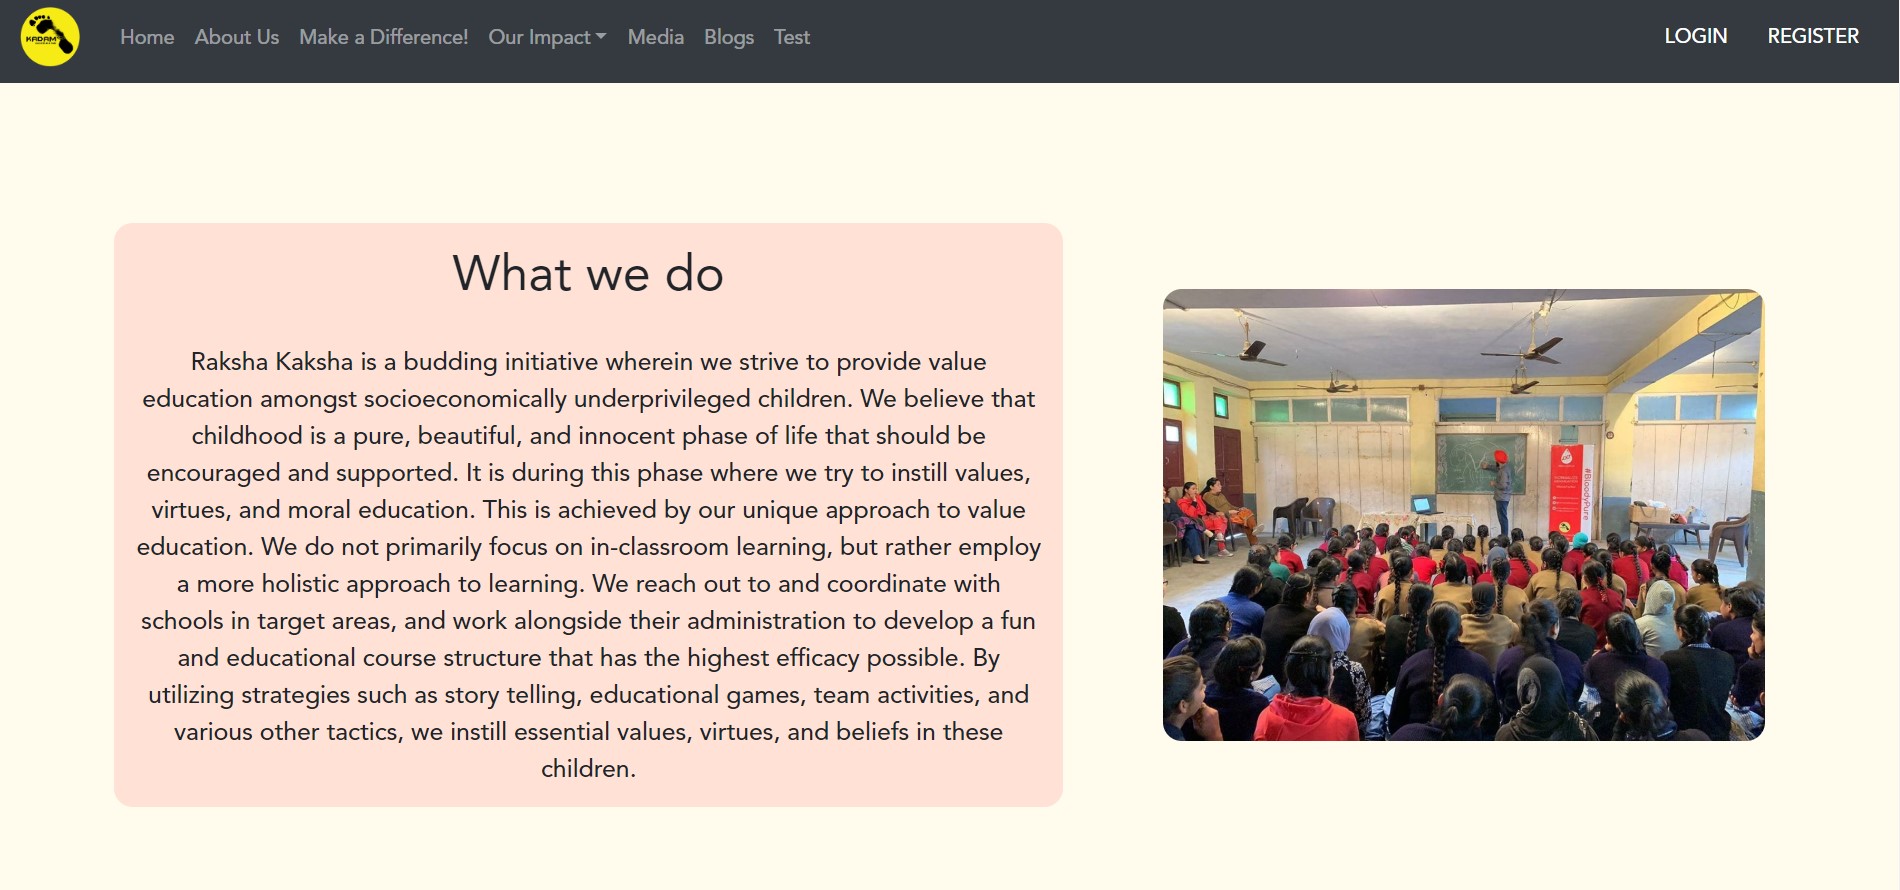 KADAM
Home About Us Make a Difference! Our Impact Media Blogs Test
LOGIN REGISTER
What we do
Raksha Kaksha is a budding initiative wherein we strive to provide value
education amongst socioeconomically underprivileged children. We believe that
childhood is a pure, beautiful, and innocent phase of life that should be
encouraged and supported. It is during this phase where we try to instill values,
virtues, and moral education. This is achieved by our unique approach to value
education. We do not primarily focus on in-classroom learning, but rather employ
a more holistic approach to learning. We reach out to and coordinate with
schools in target areas, and work alongside their administration to develop a fun
and educational course structure that has the highest efficacy possible. By
utilizing strategies such as story telling, educational games, team activities, and
various other tactics, we instill essential values, virtues, and beliefs in these
children.
#BloodyPure